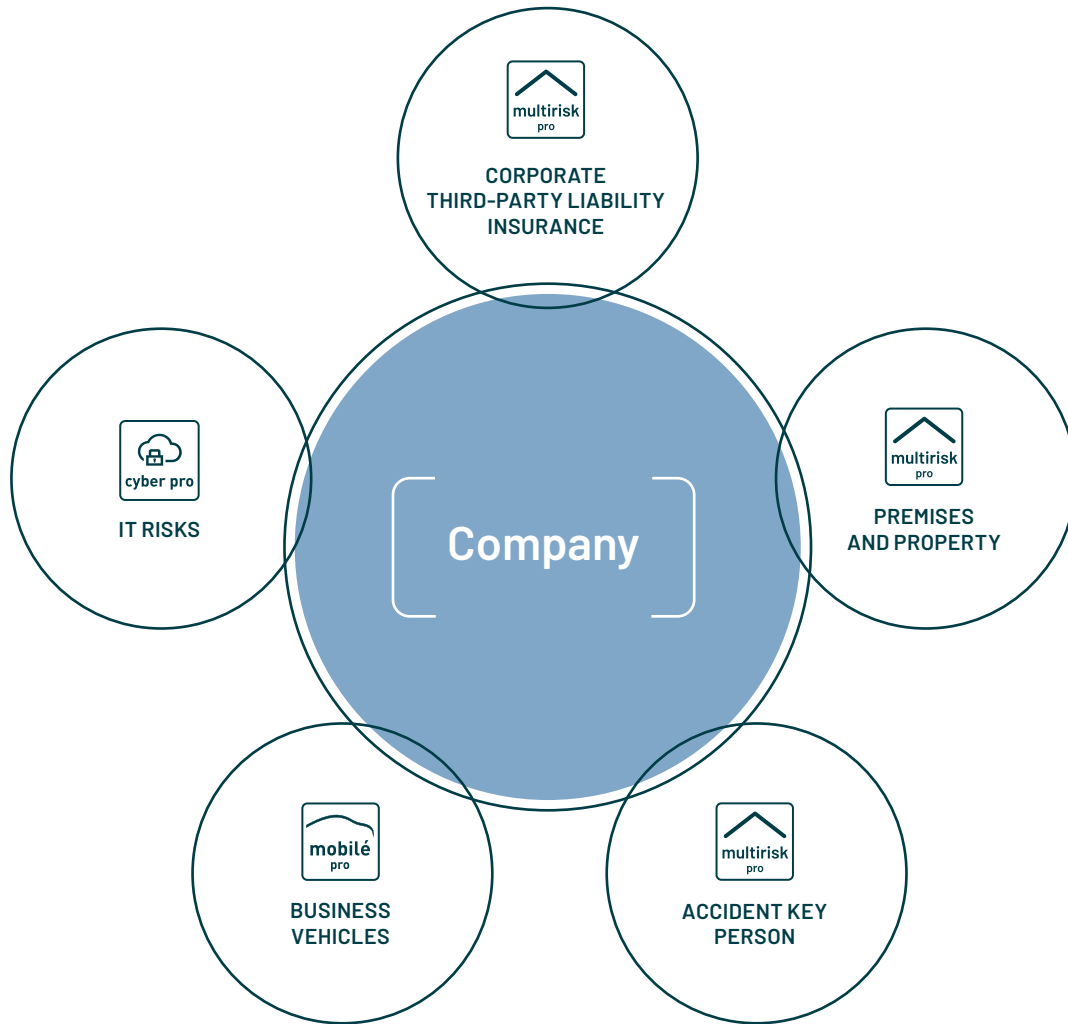 multirisk
pro
CORPORATE
THIRD-PARTY LIABILITY
INSURANCE
cyber pro
IT RISKS
Company
multirisk
pro
PREMISES
AND PROPERTY
mobilé
pro
BUSINESS
VEHICLES
multirisk
pro
ACCIDENT KEY
PERSON